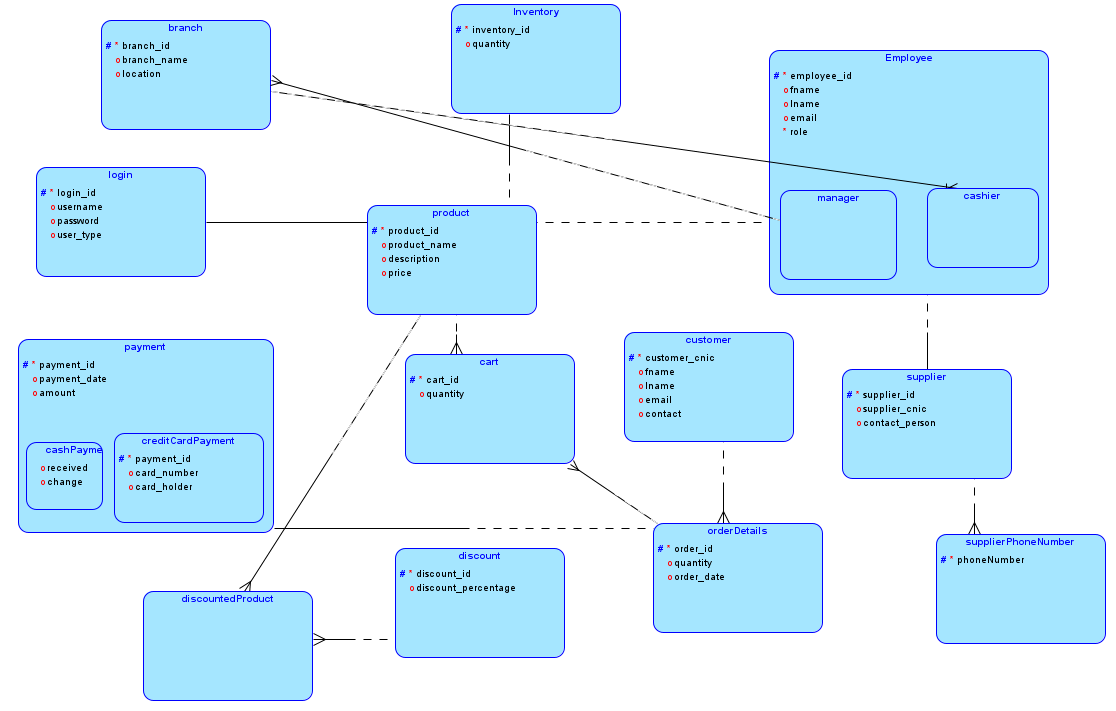 Inventory
# * inventory_id
o quantity
branch
# * branch_id
o branch_name
o location
Employee
# * employee_id
o fname
o lname
o email
* role
manager
cashier
login
# * login_id
o username
o password
o user_type
product
# * product_id
o product_name
o description
o price
payment
# * payment_id
o payment_date
o amount
cashPayme
o received
o change
creditCardPayment
# * payment_id
o card_number
o card_holder
cart
# * cart_id
o quantity
customer
# * customer_cnic
o fname
o lname
o email
o contact
supplier
# * supplier_id
o supplier_cnic
o contact_person
orderDetails
# * order_id
o quantity
o order_date
supplierPhoneNumber
# * phoneNumber
discount
# * discount_id
o discount_percentage
discountedProduct